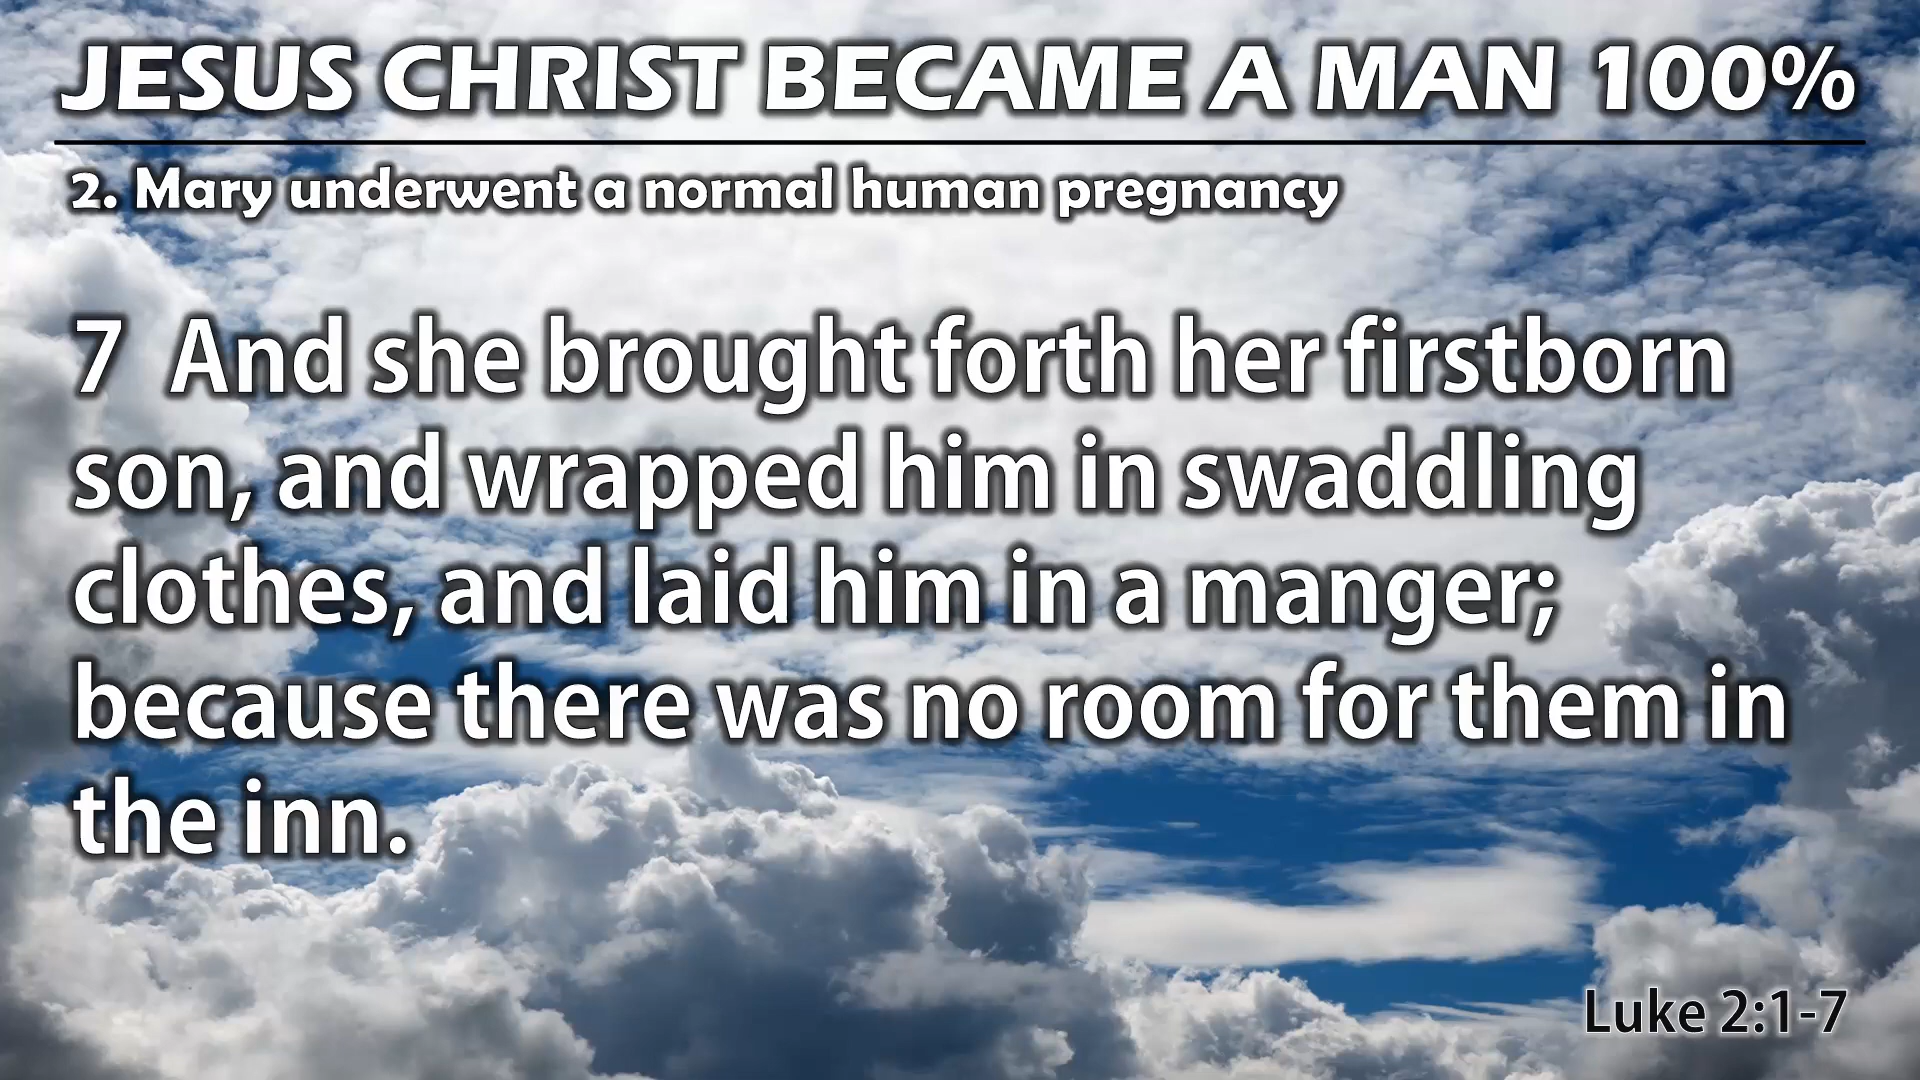 JESUS CHRIST BECAME A MAN 100%
2. Mary underwent a normal human pregnancy
7 And she brought forth her firstborn
son, and wrapped him in swaddling
clothes, and laid him in a manger;
because there was no room for them in
the inn.
Luke 2:1-7